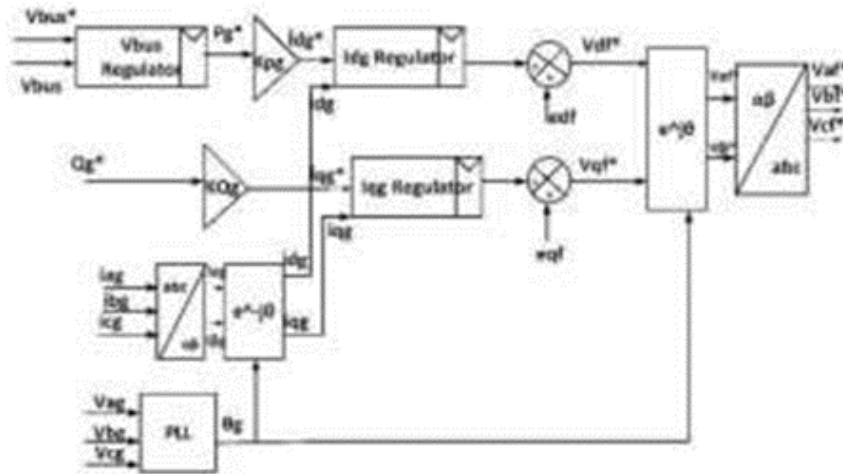 Vbus*
Vbus
Vbus
Regulator
Pg*
Kpg
idg*
Idg Regulator
idg
edf
Vdf*
e^jθ
αβ
abc
Vaf*
Vbf*
Vcf*
Qg*
KQg
iqg*
Iqg Regulator
iqg
eqf
Vqf*
iag
ibg
icg
abc
αβ
e^-jθ
idg
iqg
Vag
Vbg
Vcg
PLL
θg